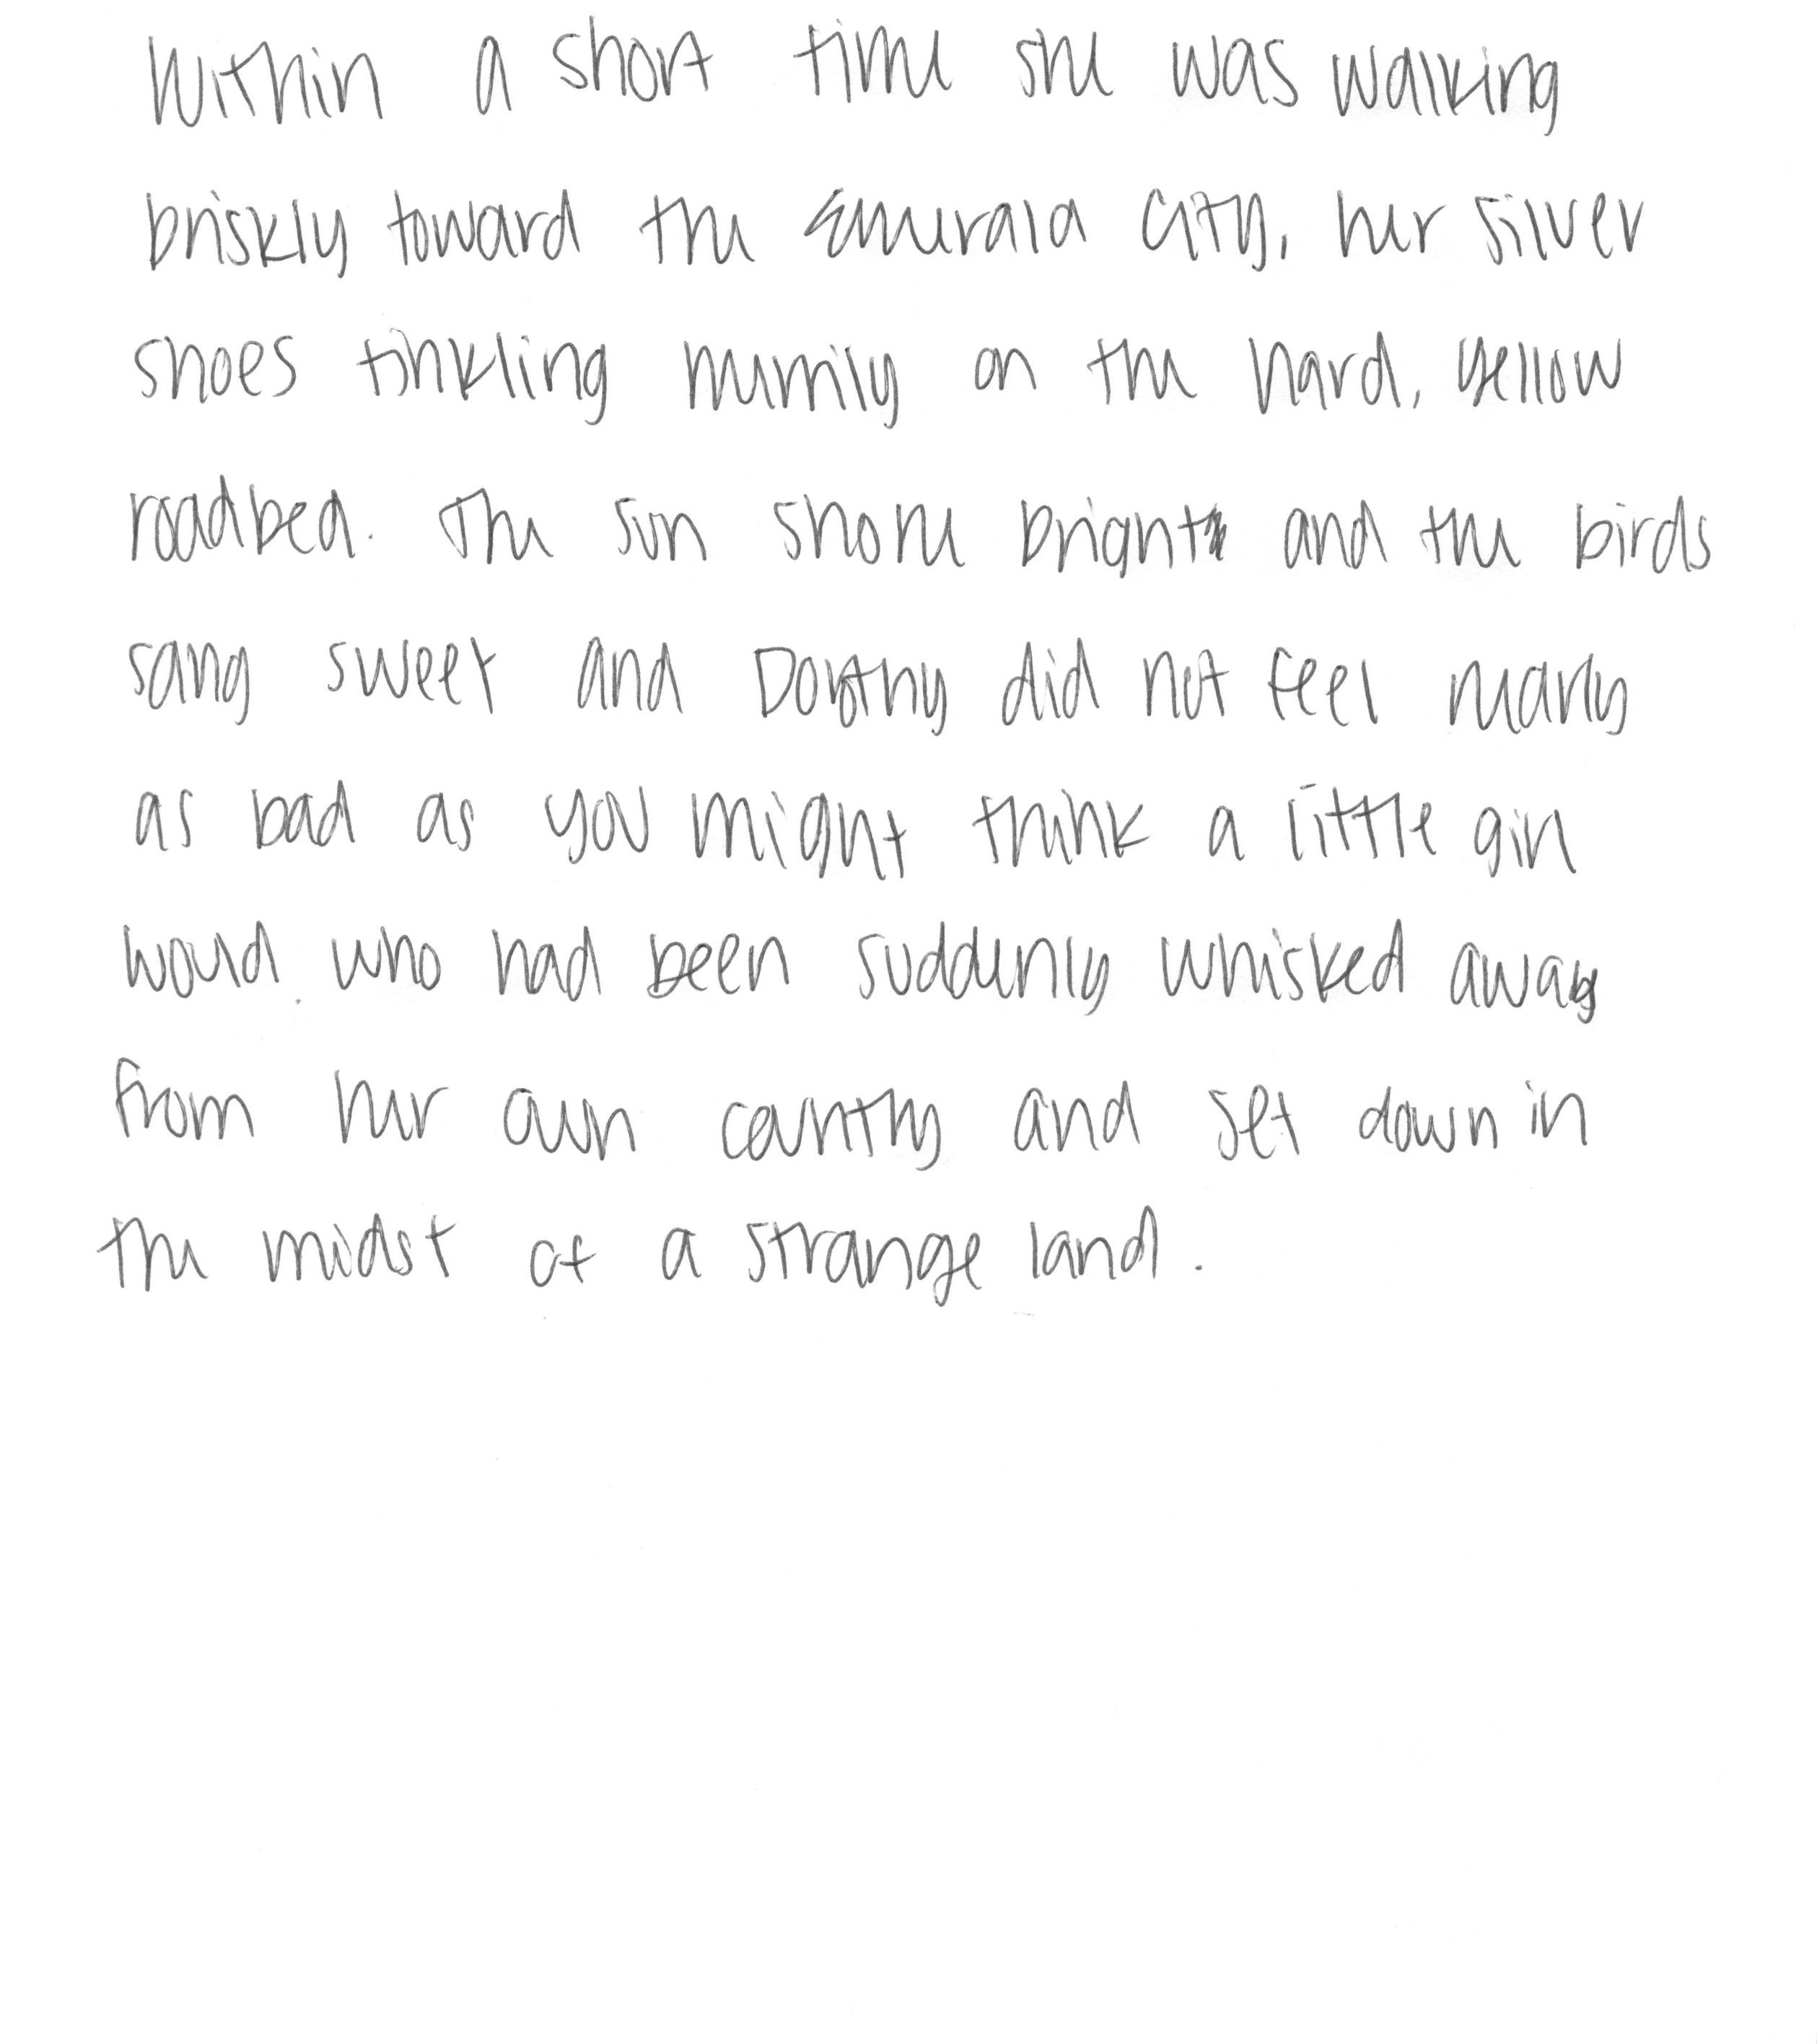 Within a short time she was walking
briskly toward the Emerald City, her silver
shoes tinkling merrily on the hard, yellow
roadbed. The sun shone bright and the birds
sang sweet and Dorothy did not feel nearly
as bad as you might think a little girl
would who had been suddenly whisked away
from her own country and set down in
the midst of a strange land.